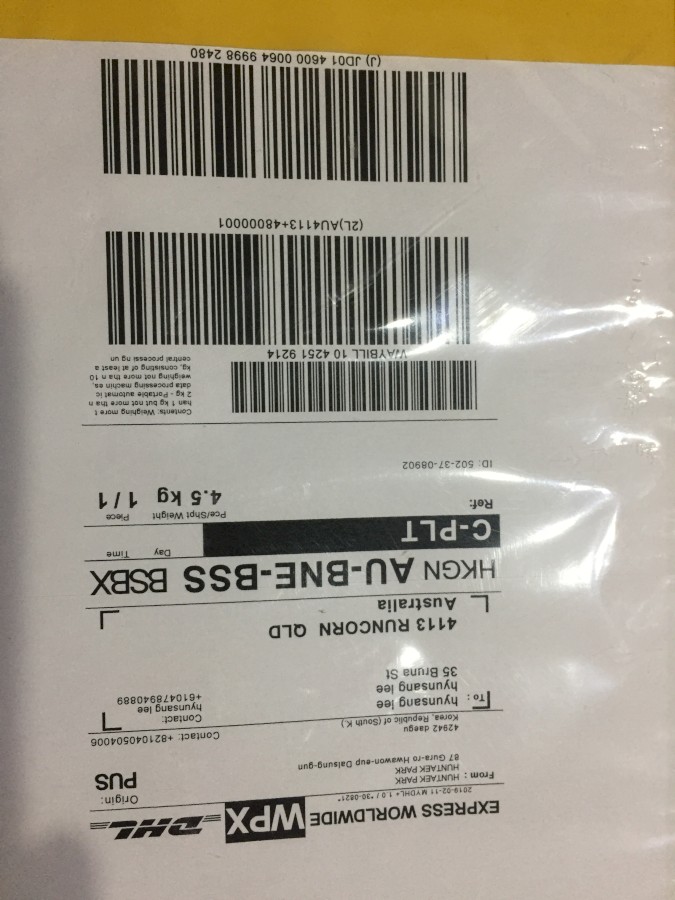 EXPRESS WORLDWIDE WPX DHL
2019-02-11 MYDHL+ 1.0 / *30-0821*
From : HUNTAEK PARK
HUNTAEK PARK
87 Gura-ro Hwawon-eup Dalsung-gun
Origin:
PUS
42942 daegu
Korea, Republic of (South K.)
Contact: +821040504006
To : hyunsang lee
hyunsang lee
35 Bruna St
Contact:
hyunsang lee
+610478940889
4113 RUNCORN QLD
Australia
HKGN AU-BNE-BSS BSBX
C-PLT
Day Time
Ref:
Pce/Shpt Weight Piece
4.5 kg 1 / 1
ID: 502-37-08902
WAYBILL 10 4251 9214
Contents: Weighing more t
han 1 kg but not more tha n
2 kg - Portable automat ic
data processing machin es,
weighing not more tha n 10
kg, consisting of at least a
central processi ng un
(2L)AU4113+48000001
(J) JD01 4600 0064 9998 2480